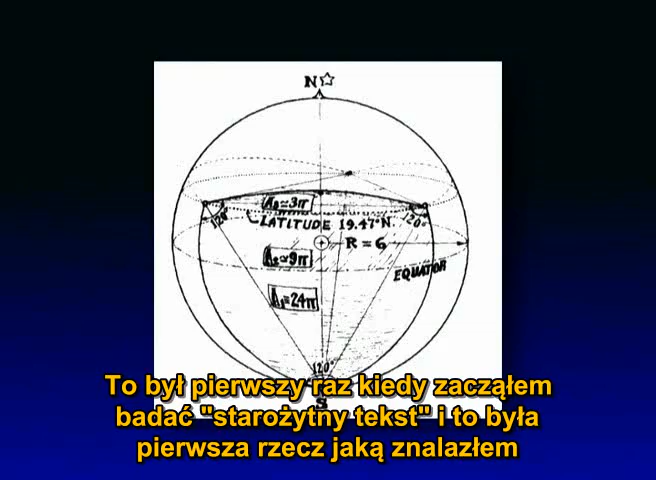 N☆
A₃≃3π
120°
120°
LATITUDE 19.47°N.
R = 6
A₂≃9π
EQUATOR
A₁=24π
120°
S
To był pierwszy raz kiedy zacząłem
badać "starożytny tekst" i to była
pierwsza rzecz jaką znalazłem